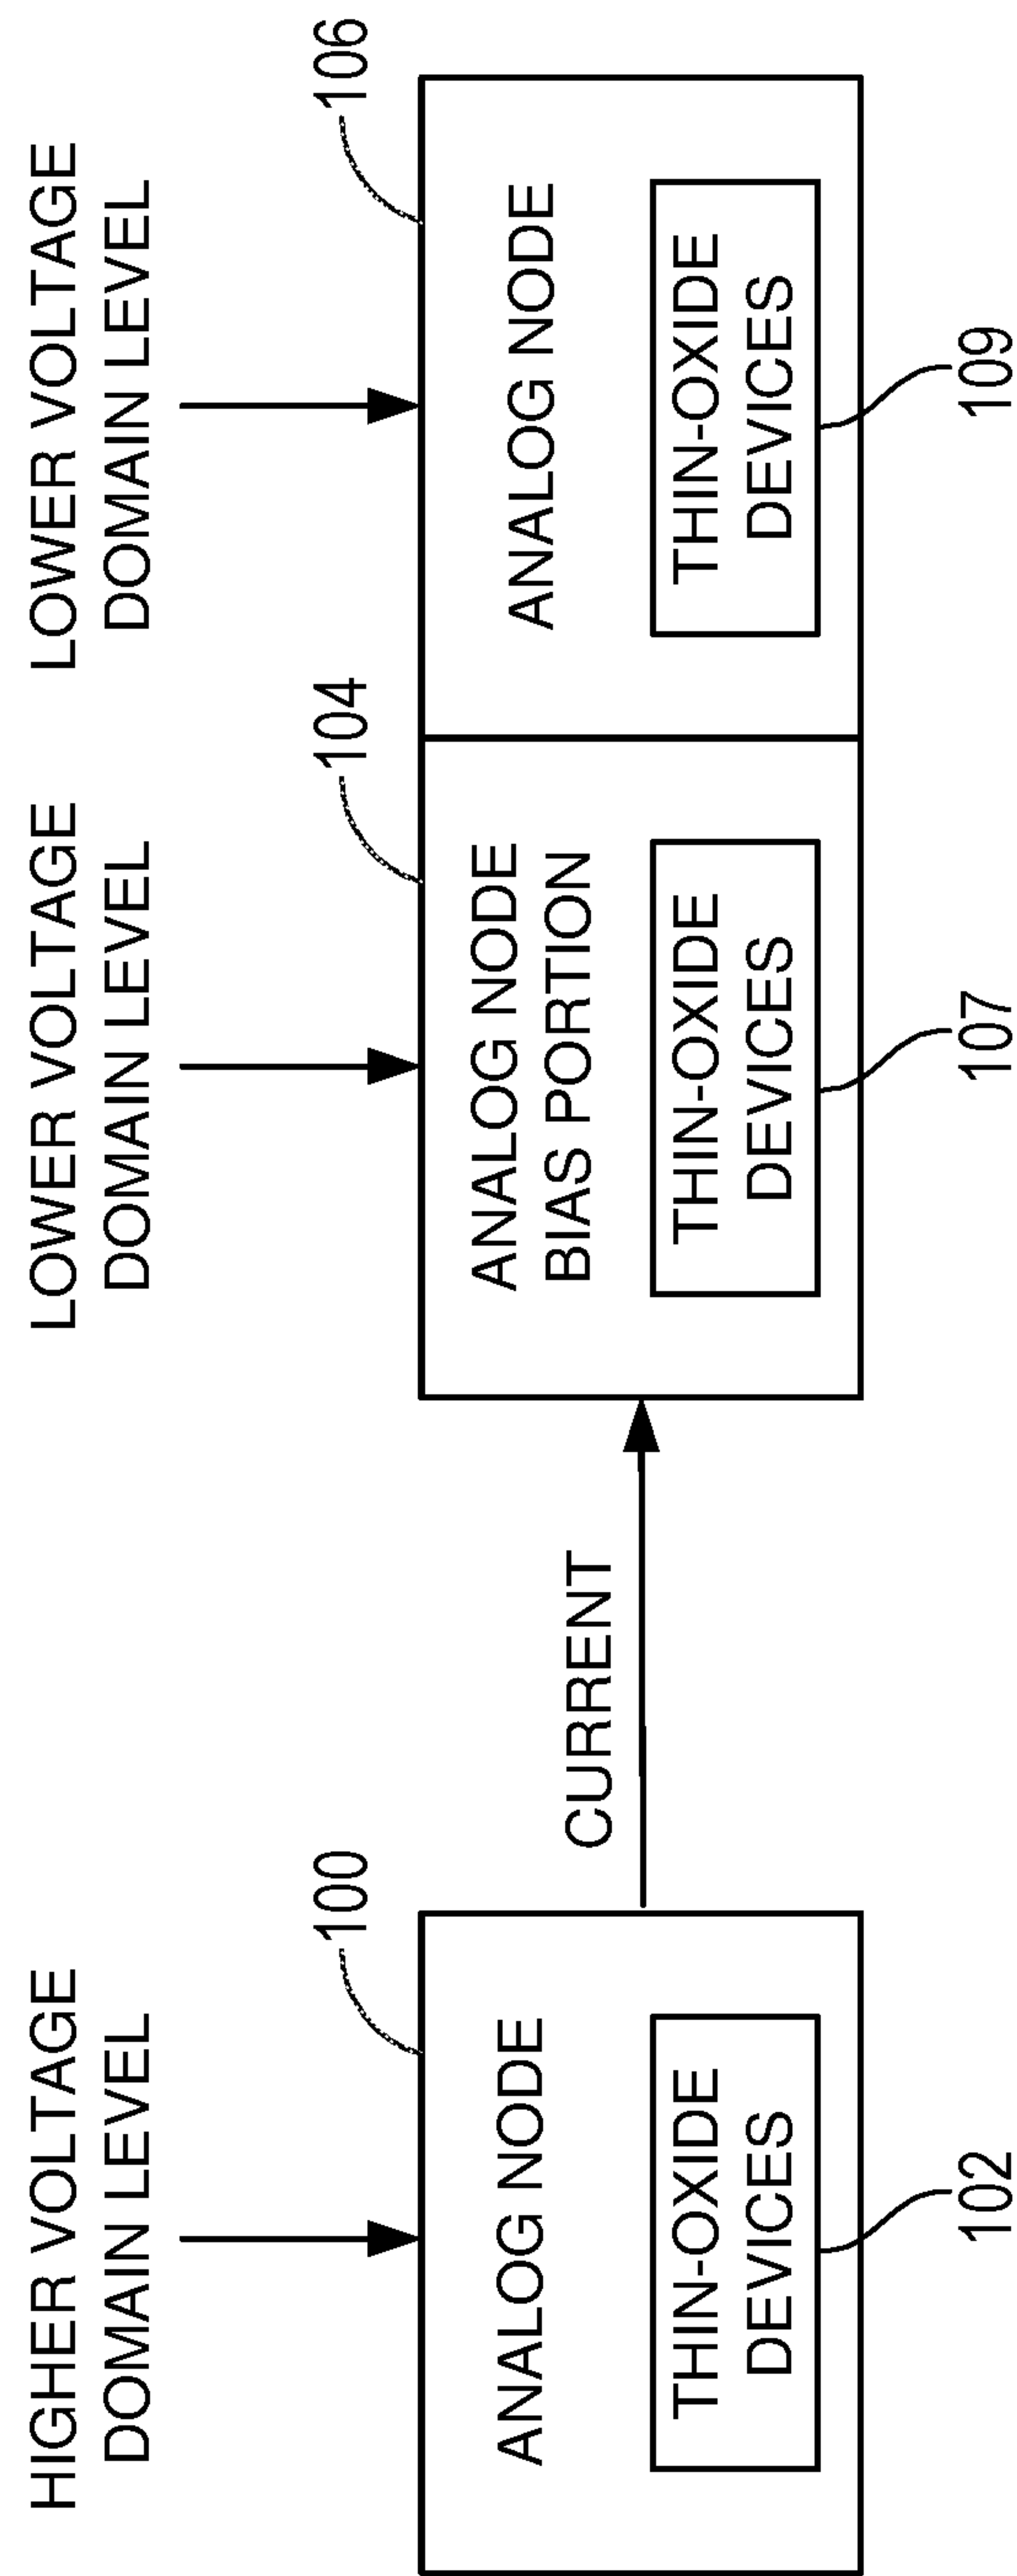 HIGHER VOLTAGE
DOMAIN LEVEL
100
ANALOG NODE
THIN-OXIDE
DEVICES
102
CURRENT
LOWER VOLTAGE
DOMAIN LEVEL
104
ANALOG NODE
BIAS PORTION
THIN-OXIDE
DEVICES
107
LOWER VOLTAGE
DOMAIN LEVEL
106
ANALOG NODE
THIN-OXIDE
DEVICES
109